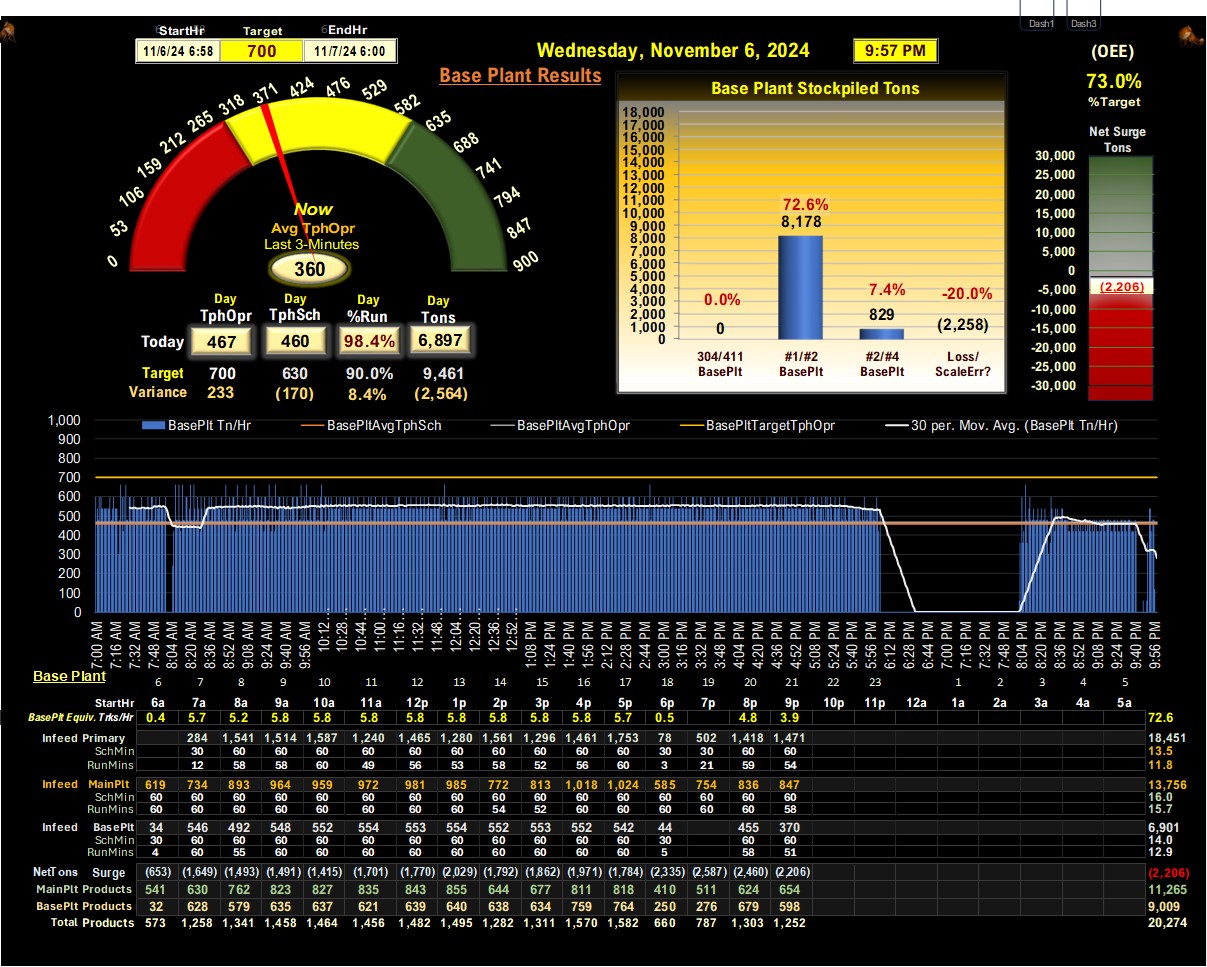 Dash1 Dash3
StartHr Target EndHr
11/6/24 6:58 700 11/7/24 6:00
Wednesday, November 6, 2024 9:57 PM
(OEE)
73.0%
%Target
Base Plant Results
0 53 106 159 212 265 318 371 424 476 529 582 635 688 741 794 847 900
Now
Avg TphOpr
Last 3-Minutes
360
Day TphOpr Day TphSch Day %Run Day Tons
Today 467 460 98.4% 6,897
Target 700 630 90.0% 9,461
Variance 233 (170) 8.4% (2,564)
Base Plant Stockpiled Tons
18,000
17,000
16,000
15,000
14,000
13,000
12,000
11,000
10,000
9,000
8,000
7,000
6,000
5,000
4,000
3,000
2,000
1,000
0
0.0% 72.6% 7.4% -20.0%
0 8,178 829 (2,258)
304/411 BasePlt #1/#2 BasePlt #2/#4 BasePlt Loss/ ScaleErr?
Net Surge
Tons
30,000
25,000
20,000
15,000
10,000
5,000
0
-5,000
-10,000
-15,000
-20,000
-25,000
-30,000
(2,206)
BasePlt Tn/Hr BasePltAvgTphSch BasePltAvgTphOpr BasePltTargetTphOpr 30 per. Mov. Avg. (BasePlt Tn/Hr)
1,000
900
800
700
600
500
400
300
200
100
0
7:00 AM 7:16 AM 7:32 AM 7:48 AM 8:04 AM 8:20 AM 8:36 AM 8:52 AM 9:08 AM 9:24 AM 9:40 AM 9:56 AM 10:12… 10:28… 10:44… 11:00… 11:16… 11:32… 11:48… 12:04… 12:20… 12:36… 12:52… 1:08 PM 1:24 PM 1:40 PM 1:56 PM 2:12 PM 2:28 PM 2:44 PM 3:00 PM 3:16 PM 3:32 PM 3:48 PM 4:04 PM 4:20 PM 4:36 PM 4:52 PM 5:08 PM 5:24 PM 5:40 PM 5:56 PM 6:12 PM 6:28 PM 6:44 PM 7:00 PM 7:16 PM 7:32 PM 7:48 PM 8:04 PM 8:20 PM 8:36 PM 8:52 PM 9:08 PM 9:24 PM 9:40 PM 9:56 PM
Base Plant
6 7 8 9 10 11 12 13 14 16 17 12 18 19 20 21 22 23 1 2 3 4 5
StartHr 6a 7a 8a 9a 10a 11a 12p 1p 2p 3p 4p 5p 6p 7p 8p 9p 10p 11p 12a 1a 2a 3a 4a 5a
BasePlt Equiv. Trks/Hr 0.4 5.7 5.2 5.8 5.8 5.8 5.8 5.8 5.8 5.8 5.8 5.7 0.5 4.8 3.9 72.6
Infeed Primary 284 1,541 1,514 1,587 1,240 1,465 1,280 1,561 1,296 1,461 1,753 78 502 1,418 1,471 18,451
SchMin 30 60 60 60 60 60 60 60 60 60 60 30 30 60 60 13.5
RunMins 12 58 58 60 49 56 53 58 52 56 60 3 21 59 54 11.8
Infeed MainPlt 619 734 893 964 959 972 981 985 772 813 1,018 1,024 585 754 836 847 13,756
SchMin 60 60 60 60 60 60 60 60 60 60 60 60 60 60 60 60 16.0
RunMins 60 60 60 60 60 60 60 60 54 52 60 60 60 60 60 58 15.7
Infeed BasePlt 34 546 492 548 552 554 553 554 552 553 552 542 44 455 370 6,901
SchMin 30 60 60 60 60 60 60 60 60 60 60 60 30 60 60 14.0
RunMins 4 60 55 60 60 60 60 60 60 60 60 60 5 58 51 12.9
NetTons Surge (653) (1,649) (1,493) (1,491) (1,415) (1,701) (1,770) (2,029) (1,792) (1,862) (1,971) (1,784) (2,335) (2,587) (2,460) (2,206) (2,206)
MainPlt Products 541 630 762 823 827 835 843 855 644 677 811 818 410 511 624 654 11,265
BasePlt Products 32 628 579 635 637 621 639 640 638 634 759 764 250 276 679 598 9,009
Total Products 573 1,258 1,341 1,458 1,464 1,456 1,482 1,495 1,282 1,311 1,570 1,582 660 787 1,303 1,252 20,274